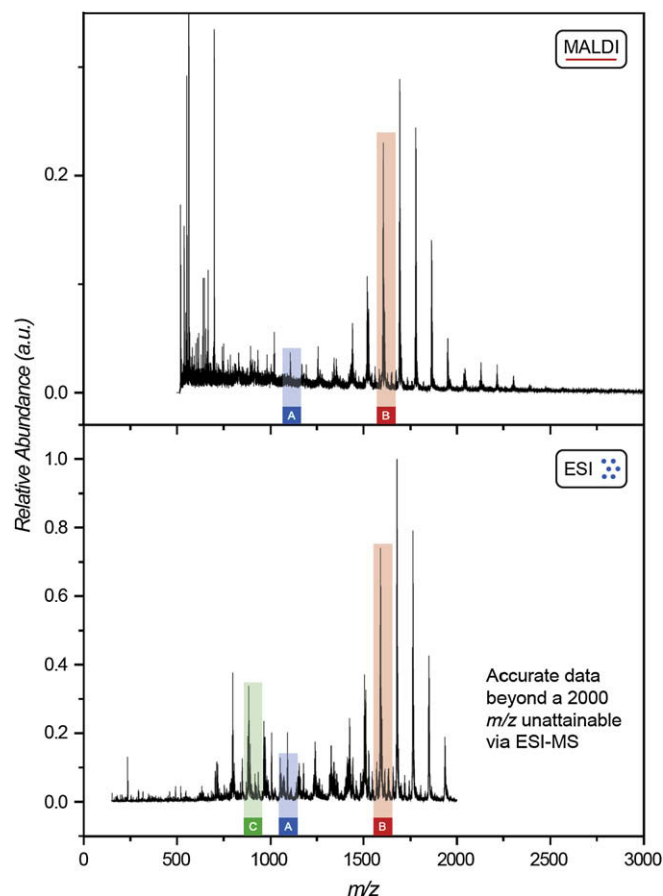 MALDI
0.2
0.0
A
B
Relative Abundance (a.u.)
ESI
1.0
0.8
0.6
0.4
0.2
0.0
Accurate data
beyond a 2000
m/z unattainable
via ESI-MS
C
A
B
0
500
1000
1500
2000
2500
3000
m/z